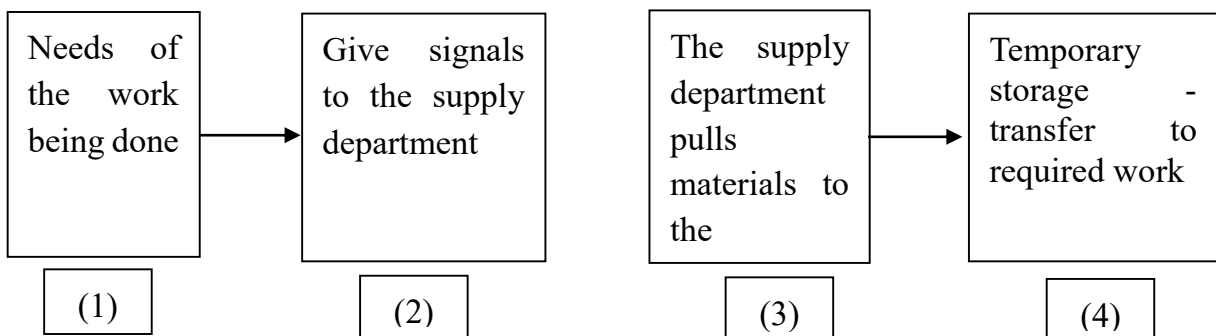 Needs of
the work
being done
Give signals
to the supply
department
The supply
department
pulls
materials to
the
Temporary
storage -
transfer to
required work
(1)
(2)
(3)
(4)